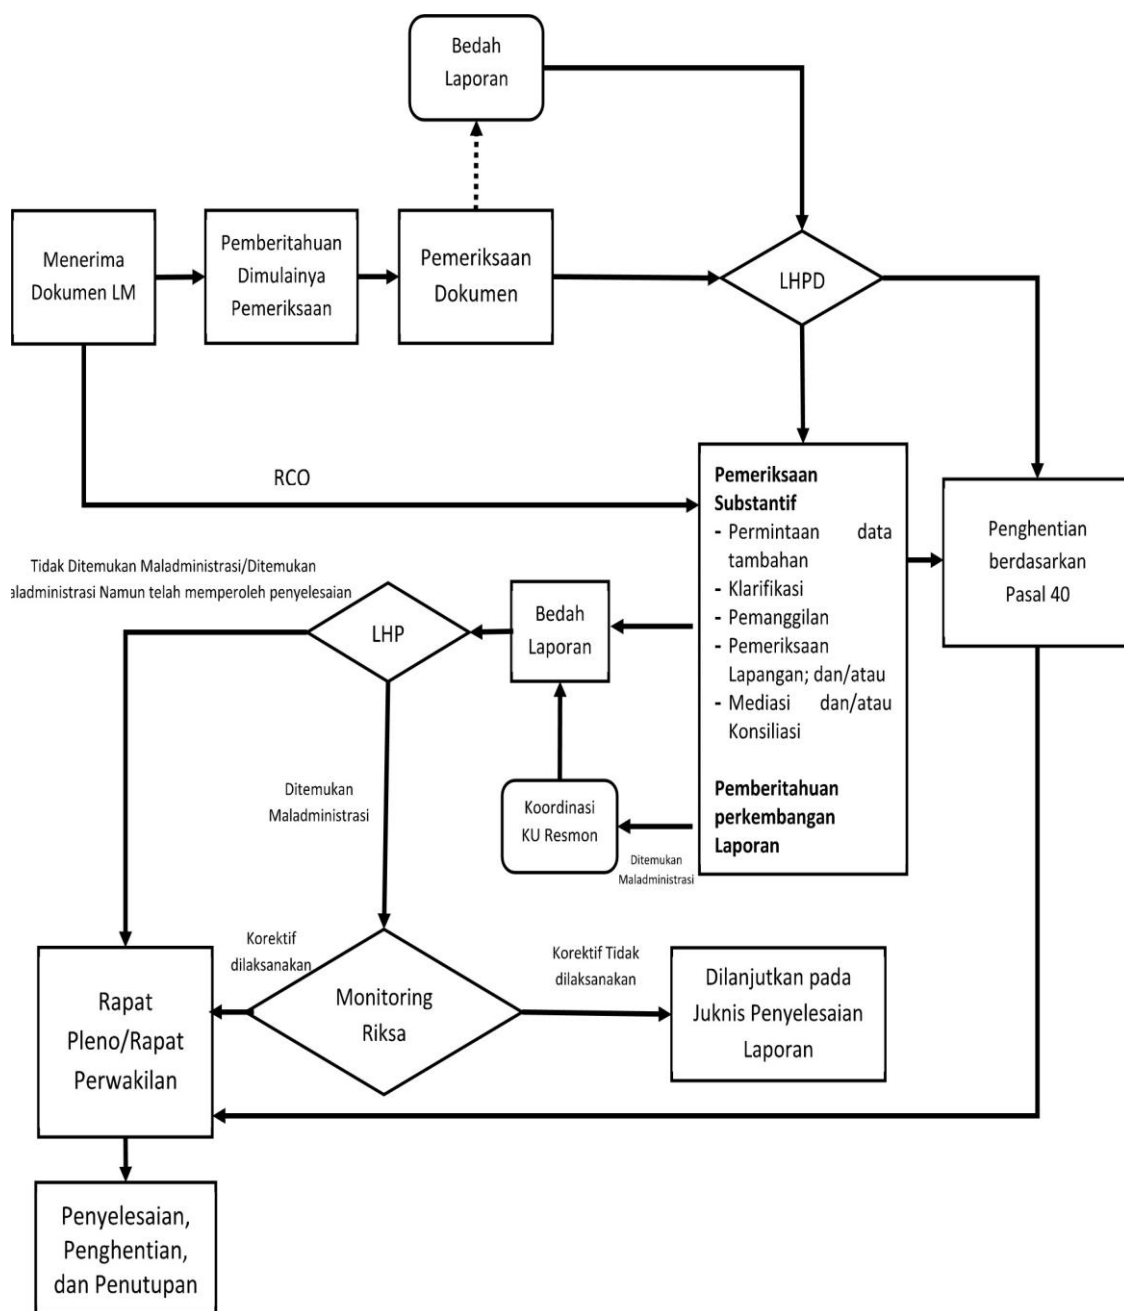 Bedah
Laporan
Menerima
Dokumen LM
Pemberitahuan
Dimulainya
Pemeriksaan
Pemeriksaan
Dokumen
LHPD
RCO
Pemeriksaan
Substantif
- Permintaan data
tambahan
- Klarifikasi
- Pemanggilan
- Pemeriksaan
Lapangan; dan/atau
- Mediasi dan/atau
Konsiliasi
Pemberitahuan
perkembangan
Laporan
Penghentian
berdasarkan
Pasal 40
Tidak Ditemukan Maladministrasi/Ditemukan
aladministrasi Namun telah memperoleh penyelesaian
LHP
Bedah
Laporan
Ditemukan
Maladministrasi
Koordinasi
KU Resmon
Ditemukan
Maladministrasi
Korektif
dilaksanakan
Monitoring
Riksa
Korektif Tidak
dilaksanakan
Dilanjutkan pada
Juknis Penyelesaian
Laporan
Rapat
Pleno/Rapat
Perwakilan
Penyelesaian,
Penghentian,
dan Penutupan